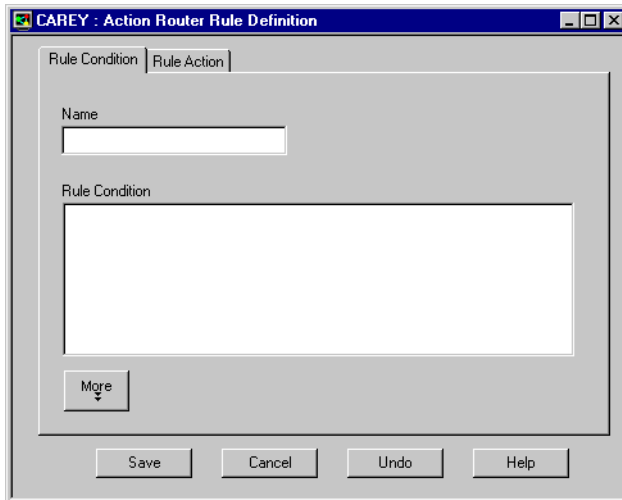 CAREY : Action Router Rule Definition
Rule Condition Rule Action
Name
Rule Condition
More
Save Cancel Undo Help